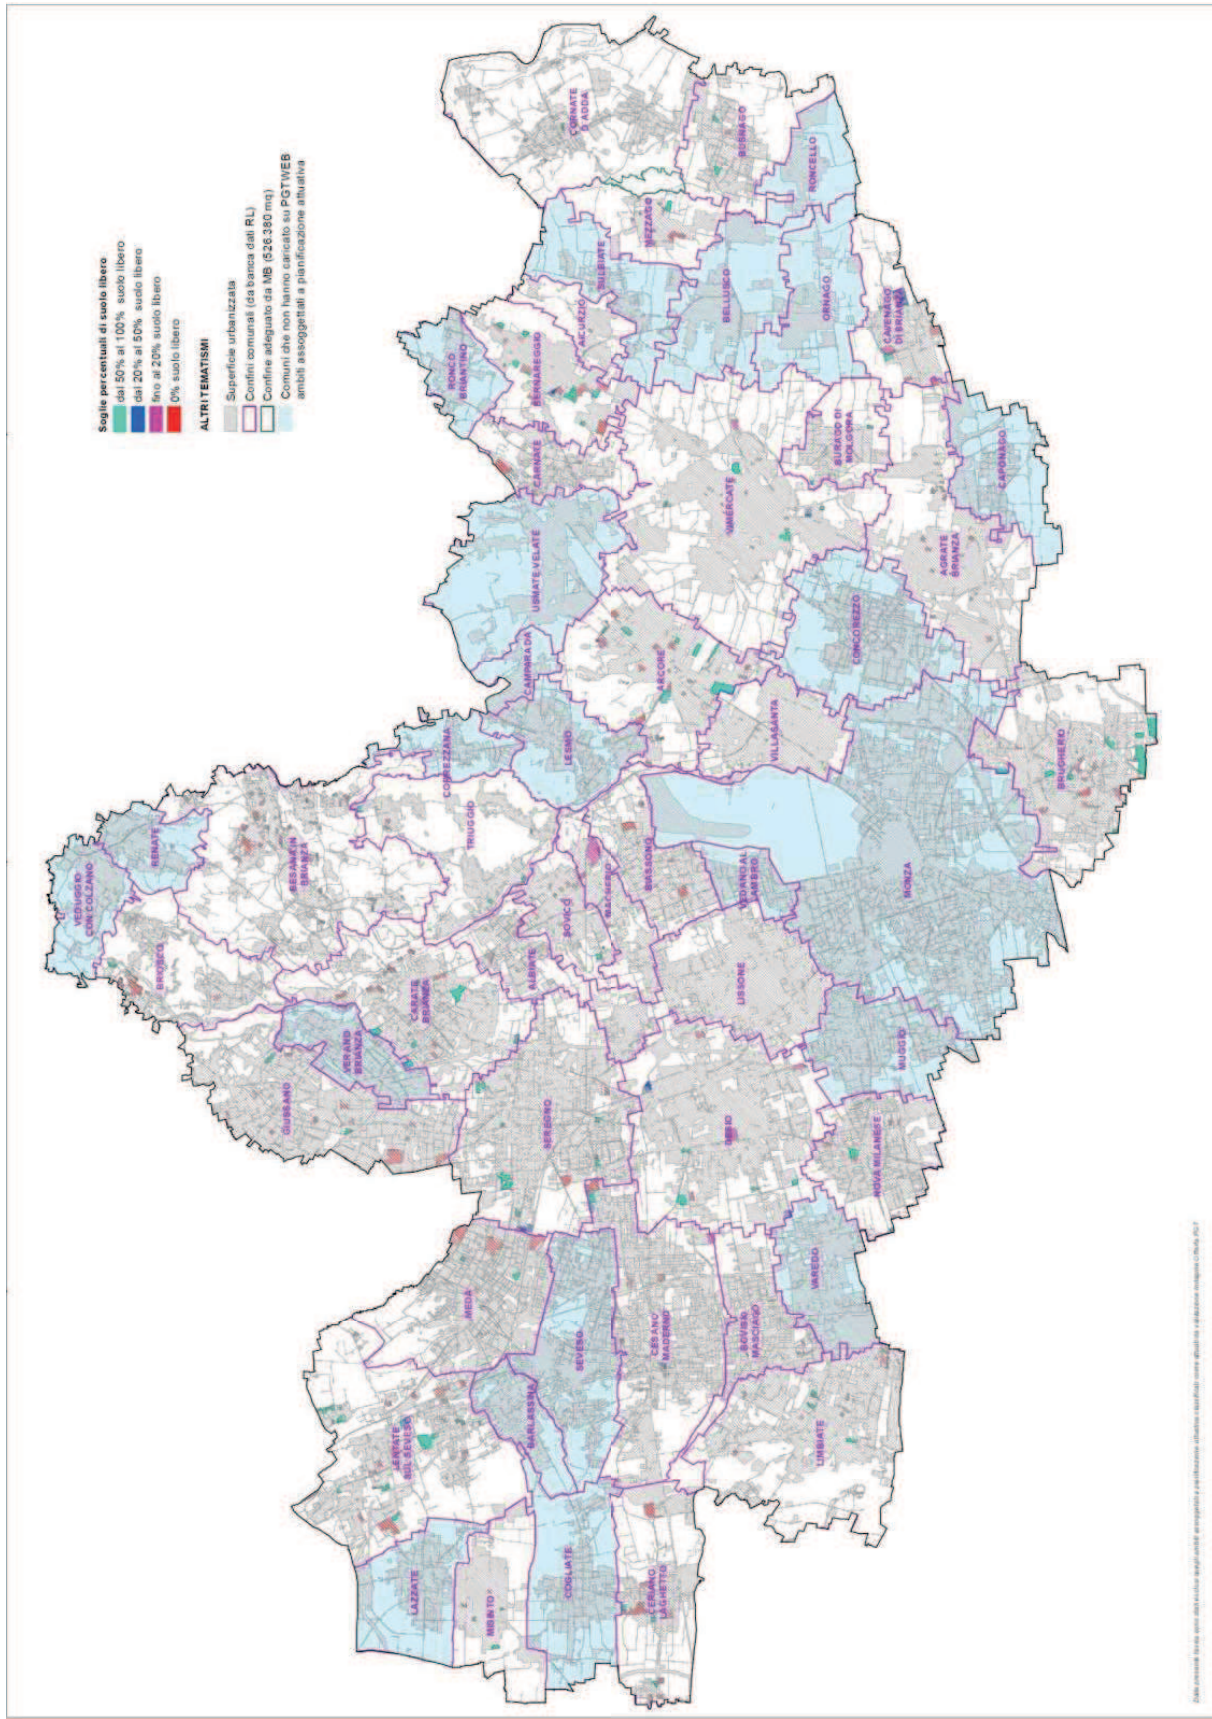 Soglie percentuali di suolo libero
dal 50% al 100% suolo libero
dal 20% al 50% suolo libero
fino al 20% suolo libero
0% suolo libero
ALTRI TEMATISMI
Superficie urbanizzata
Confini comunali (da banca dati RL)
Confine adeguato da MB (526.380 mq)
Comuni che non hanno caricato su PGTWEB
ambiti assoggettati a pianificazione attuativa
VEDUGGIO
CON COLZANO
RENATE
BRIOSCO
BESANA IN
BRIANZA
GIUSSANO
VERANO
BRIANZA
CARATE
BRIANZA
TRIUGGIO
CORREZZANA
ALBIATE
SOVICO
MACHERIO
BIASSONO
LESMO
CAMPARADA
USMATE VELATE
CARNATE
RONCO
BRIANTINO
BERNAREGGIO
AICURZIO
SULBIATE
MEZZAGO
CORNATE
D'ADDA
BUSNAGO
RONCELLO
BELLUSCO
ORNAGO
CAVENAGO
DI BRIANZA
BURAGO DI
MOLGORA
VIMERCATE
AGRATE
BRIANZA
CAPONAGO
CONCOREZZO
ARCORE
VILLASANTA
BRUGHERIO
MONZA
VEDANO AL
LAMBRO
LISSONE
MUGGIO'
SEREGNO
DESIO
NOVA MILANESE
MEDA
SEVESO
CESANO
MADERNO
BOVISIO
MASCIAGO
VAREDO
LIMBIATE
BARLASSINA
LENTATE
SUL SEVESO
LAZZATE
MISINTO
COGLIATE
CERIANO
LAGHETTO